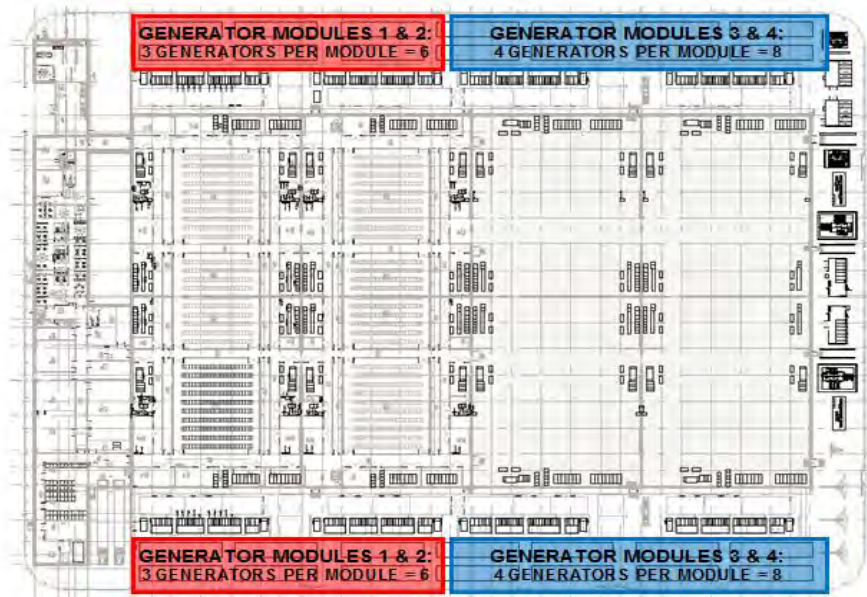 GENERATOR MODULES 1 & 2:
3 GENERATORS PER MODULE = 6
GENERATOR MODULES 3 & 4:
4 GENERATORS PER MODULE = 8
GENERATOR MODULES 1 & 2:
3 GENERATORS PER MODULE = 6
GENERATOR MODULES 3 & 4:
4 GENERATORS PER MODULE = 8